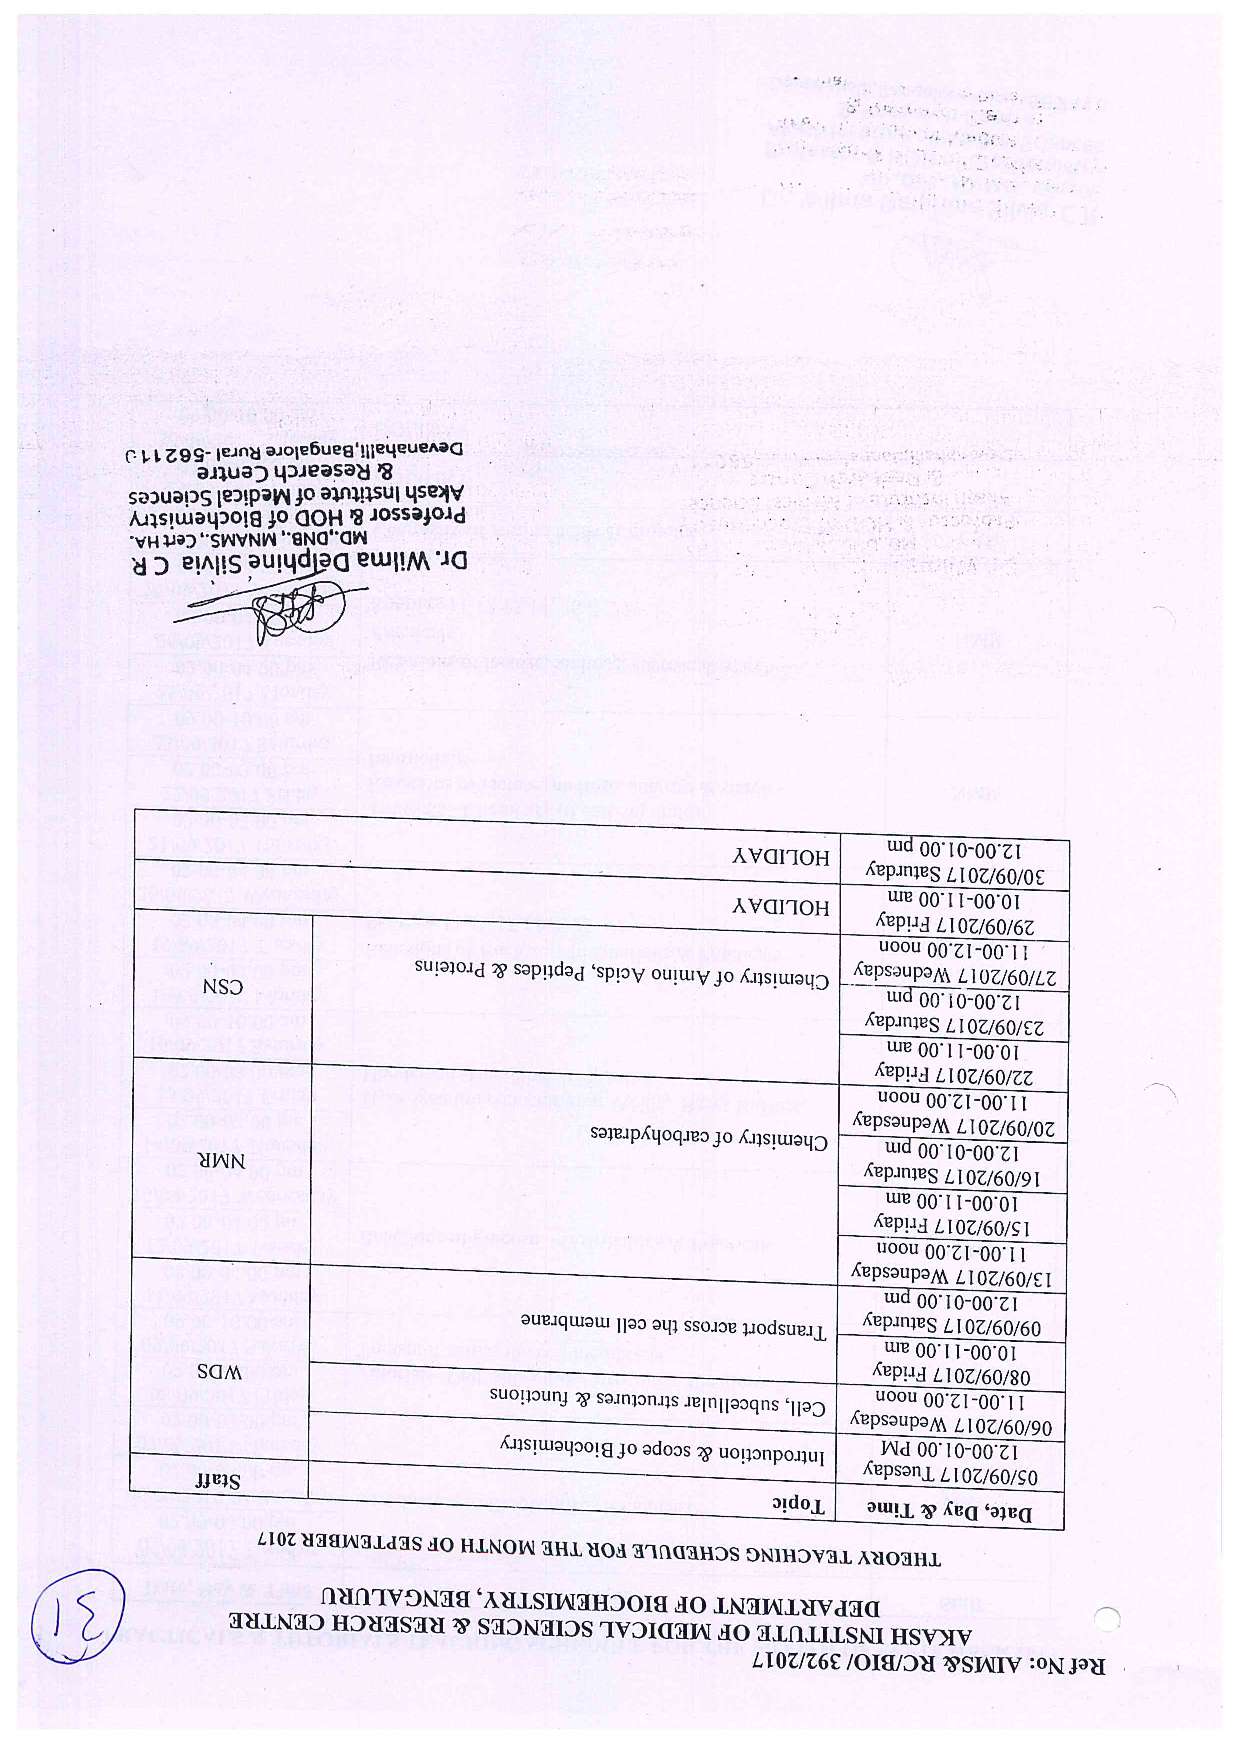 Ref No: AIMS& RC/BIO/ 392/2017
AKASH INSTITUTE OF MEDICAL SCIENCES & RESERCH CENTRE
DEPARTMENT OF BIOCHEMISTRY, BENGALURU
THEORY TEACHING SCHEDULE FOR THE MONTH OF SEPTEMBER 2017
Date, Day & Time Topic Staff
05/09/2017 Tuesday
12.00-01.00 PM
Introduction & scope of Biochemistry
WDS
06/09/2017 Wednesday
11.00-12.00 noon
Cell, subcellular structures & functions
08/09/2017 Friday
10.00-11.00 am
Transport across the cell membrane
09/09/2017 Saturday
12.00-01.00 pm
13/09/2017 Wednesday
11.00-12.00 noon
Chemistry of carbohydrates
NMR
15/09/2017 Friday
10.00-11.00 am
16/09/2017 Saturday
12.00-01.00 pm
20/09/2017 Wednesday
11.00-12.00 noon
22/09/2017 Friday
10.00-11.00 am
Chemistry of Amino Acids, Peptides & Proteins
CSN
23/09/2017 Saturday
12.00-01.00 pm
27/09/2017 Wednesday
11.00-12.00 noon
29/09/2017 Friday
10.00-11.00 am
HOLIDAY
30/09/2017 Saturday
12.00-01.00 pm
HOLIDAY
Dr. Wilma Delphine Silvia C R
MD.,DNB., MNAMS., Cert HA.
Professor & HOD of Biochemistry
Akash Institute of Medical Sciences
& Research Centre
Devanahalli,Bangalore Rural -562110